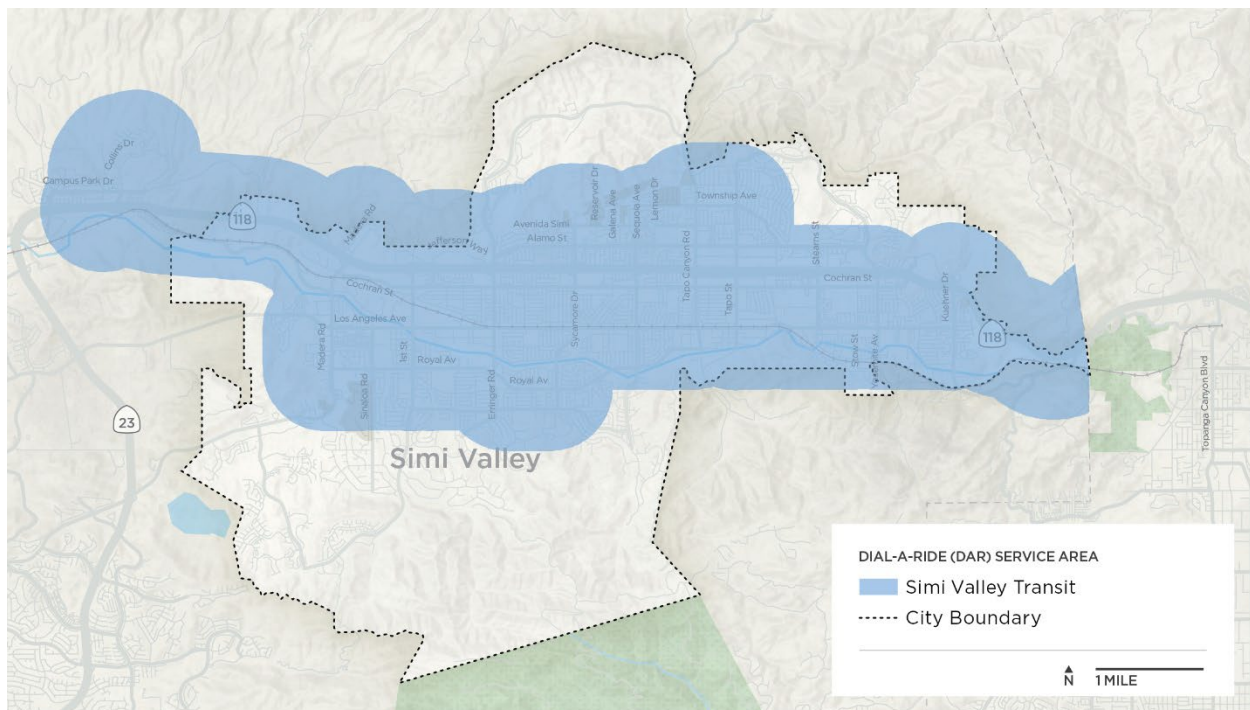 Collins Dr
Campus Park Dr
118
Madera Rd
Jefferson Way
Avenida Simi
Alamo St
Reservoir Dr
Galena Ave
Sequoia Ave
Lemon Dr
Township Ave
Tapo Canyon Rd
Tapo St
Stearns St
Cochran St
Kuehner Dr
Cochran St
Los Angeles Ave
Madera Rd
1st St
Sycamore Dr
118
Stow St
Yosemite Av
Royal Av
Royal Av
Sinaloa Rd
Erringer Rd
23
Simi Valley
Topanga Canyon Blvd
DIAL-A-RIDE (DAR) SERVICE AREA
Simi Valley Transit
City Boundary
N
1 MILE